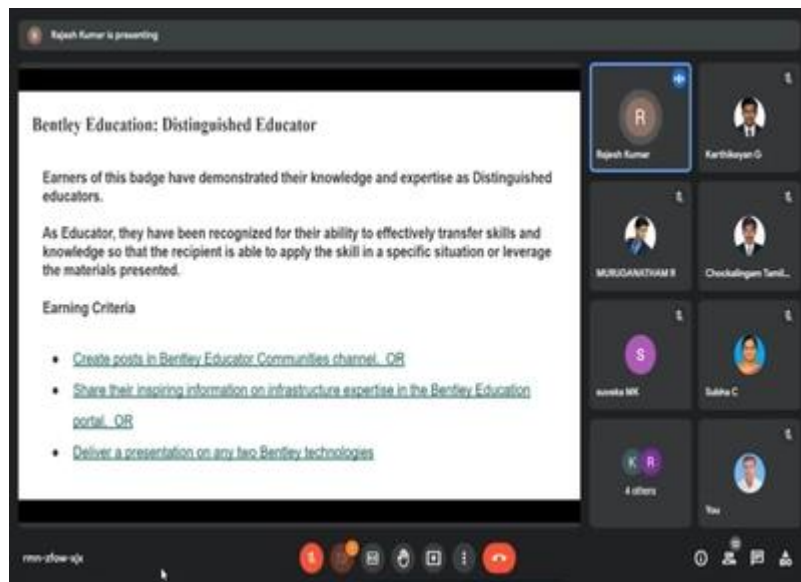 R Rajesh Kumar is presenting
Bentley Education: Distinguished Educator
Earners of this badge have demonstrated their knowledge and expertise as Distinguished
educators.
As Educator, they have been recognized for their ability to effectively transfer skills and
knowledge so that the recipient is able to apply the skill in a specific situation or leverage
the materials presented.
Earning Criteria
• Create posts in Bentley Educator Communities channel, OR
• Share their inspiring information on infrastructure expertise in the Bentley Education
portal, OR
• Deliver a presentation on any two Bentley technologies
R
Rajesh Kumar
Karthikeyan G
MURUGANATHAM R
Chockalingam Tamil...
S
suveka MK
Subha C
K R
4 others
You